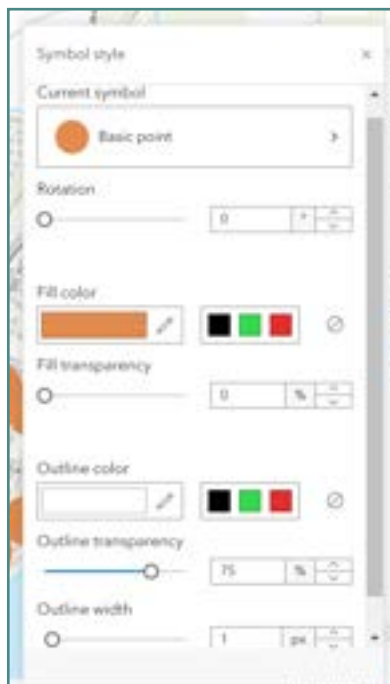 Symbol style ×
Current symbol
Basic point >
Rotation
0 °
Fill color
Fill transparency
0 %
Outline color
Outline transparency
75 %
Outline width
1 px